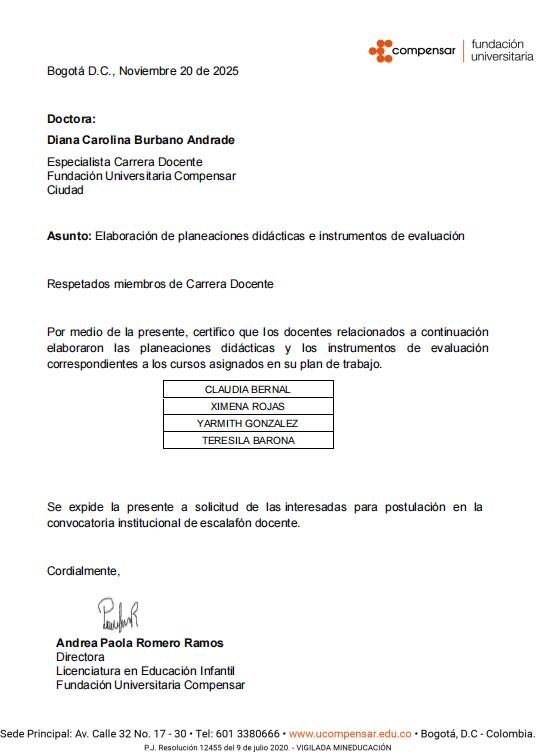 compensar
fundación
universitaria
Bogotá D.C., Noviembre 20 de 2025
Doctora:
Diana Carolina Burbano Andrade
Especialista Carrera Docente
Fundación Universitaria Compensar
Ciudad
Asunto: Elaboración de planeaciones didácticas e instrumentos de evaluación
Respetados miembros de Carrera Docente
Por medio de la presente, certifico que los docentes relacionados a continuación
elaboraron las planeaciones didácticas y los instrumentos de evaluación
correspondientes a los cursos asignados en su plan de trabajo.
CLAUDIA BERNAL
XIMENA ROJAS
YARMITH GONZALEZ
TERESILA BARONA
Se expide la presente a solicitud de las interesadas para postulación en la
convocatoria institucional de escalafón docente.
Cordialmente,
Andrea Paola Romero Ramos
Directora
Licenciatura en Educación Infantil
Fundación Universitaria Compensar
Sede Principal: Av. Calle 32 No. 17 - 30 • Tel: 601 3380666 • www.ucompensar.edu.co • Bogotá, D.C - Colombia.
P.J. Resolución 12455 del 9 de julio 2020. - VIGILADA MINEDUCACIÓN